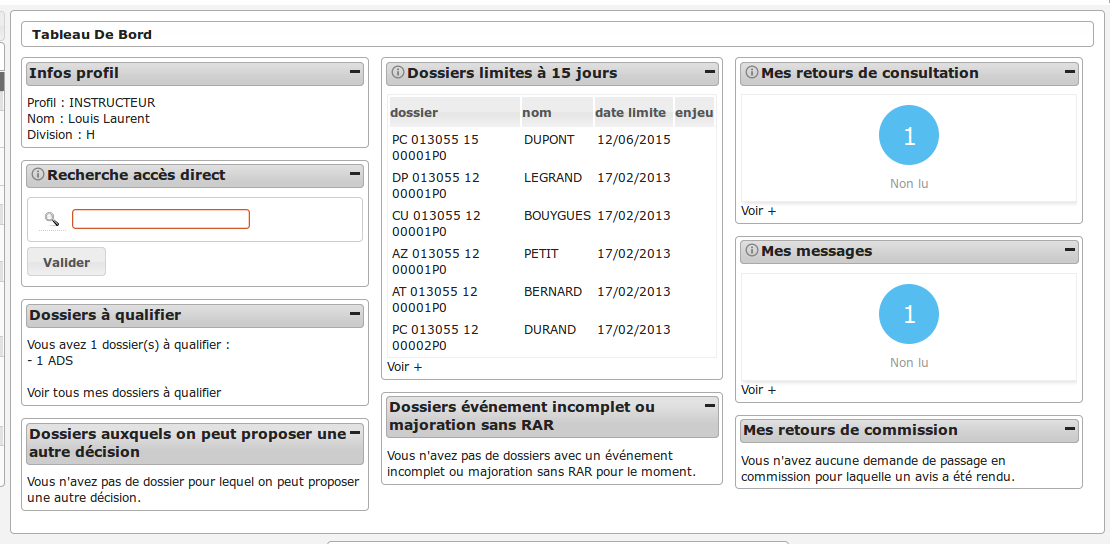 Tableau De Bord
Infos profil
Profil : INSTRUCTEUR
Nom : Louis Laurent
Division : H
Recherche accès direct
Valider
Dossiers à qualifier
Vous avez 1 dossier(s) à qualifier :
- 1 ADS
Voir tous mes dossiers à qualifier
Dossiers auxquels on peut proposer une
autre décision
Vous n'avez pas de dossier pour lequel on peut proposer
une autre décision.
Dossiers limites à 15 jours
dossier nom date limite enjeu
PC 013055 15 DUPONT 12/06/2015
00001P0
DP 013055 12 LEGRAND 17/02/2013
00001P0
CU 013055 12 BOUYGUES 17/02/2013
00001P0
AZ 013055 12 PETIT 17/02/2013
00001P0
AT 013055 12 BERNARD 17/02/2013
00001P0
PC 013055 12 DURAND 17/02/2013
00002P0
Voir +
Dossiers événement incomplet ou
majoration sans RAR
Vous n'avez pas de dossiers avec un événement
incomplet ou majoration sans RAR pour le moment.
Mes retours de consultation
1
Non lu
Voir +
Mes messages
1
Non lu
Voir +
Mes retours de commission
Vous n'avez aucune demande de passage en
commission pour laquelle un avis a été rendu.